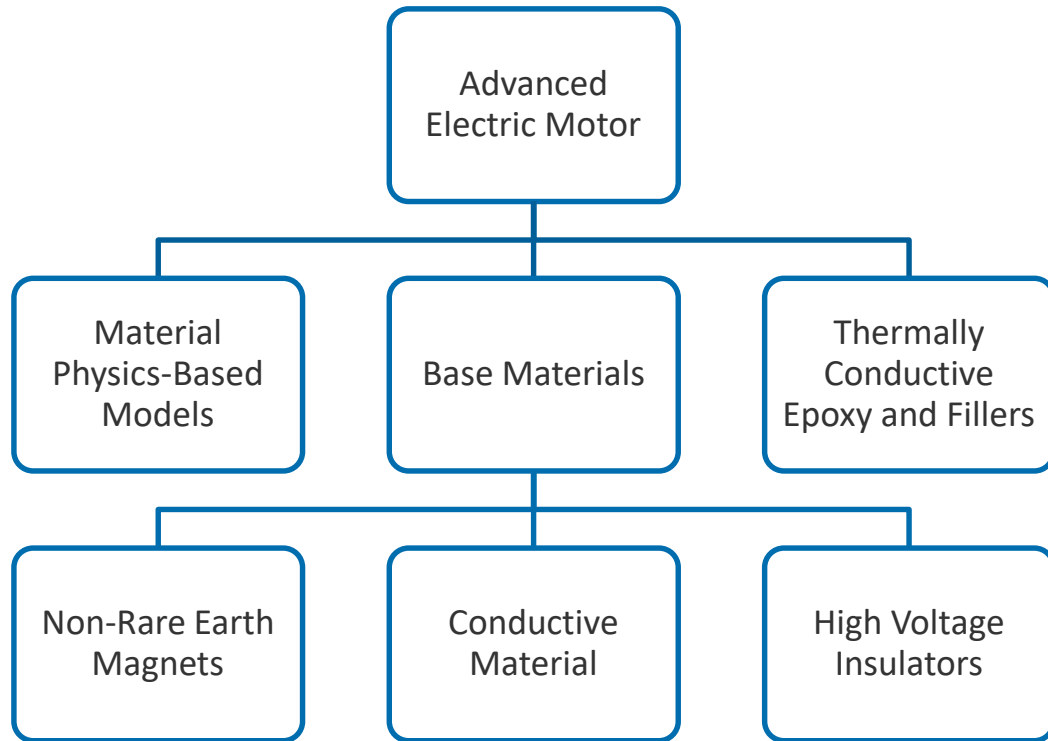 Advanced
Electric Motor
Material
Physics-Based
Models
Base Materials
Thermally
Conductive
Epoxy and Fillers
Non-Rare Earth
Magnets
Conductive
Material
High Voltage
Insulators